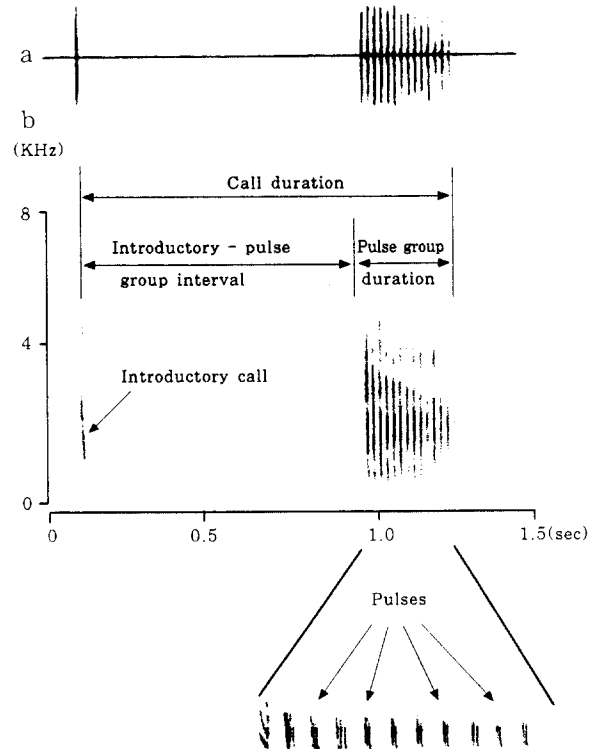 a
b
(KHz)
Call duration
8
Introductory - pulse
group interval
Pulse group
duration
4
Introductory call
0
0 0.5 1.0 1.5(sec)
Pulses